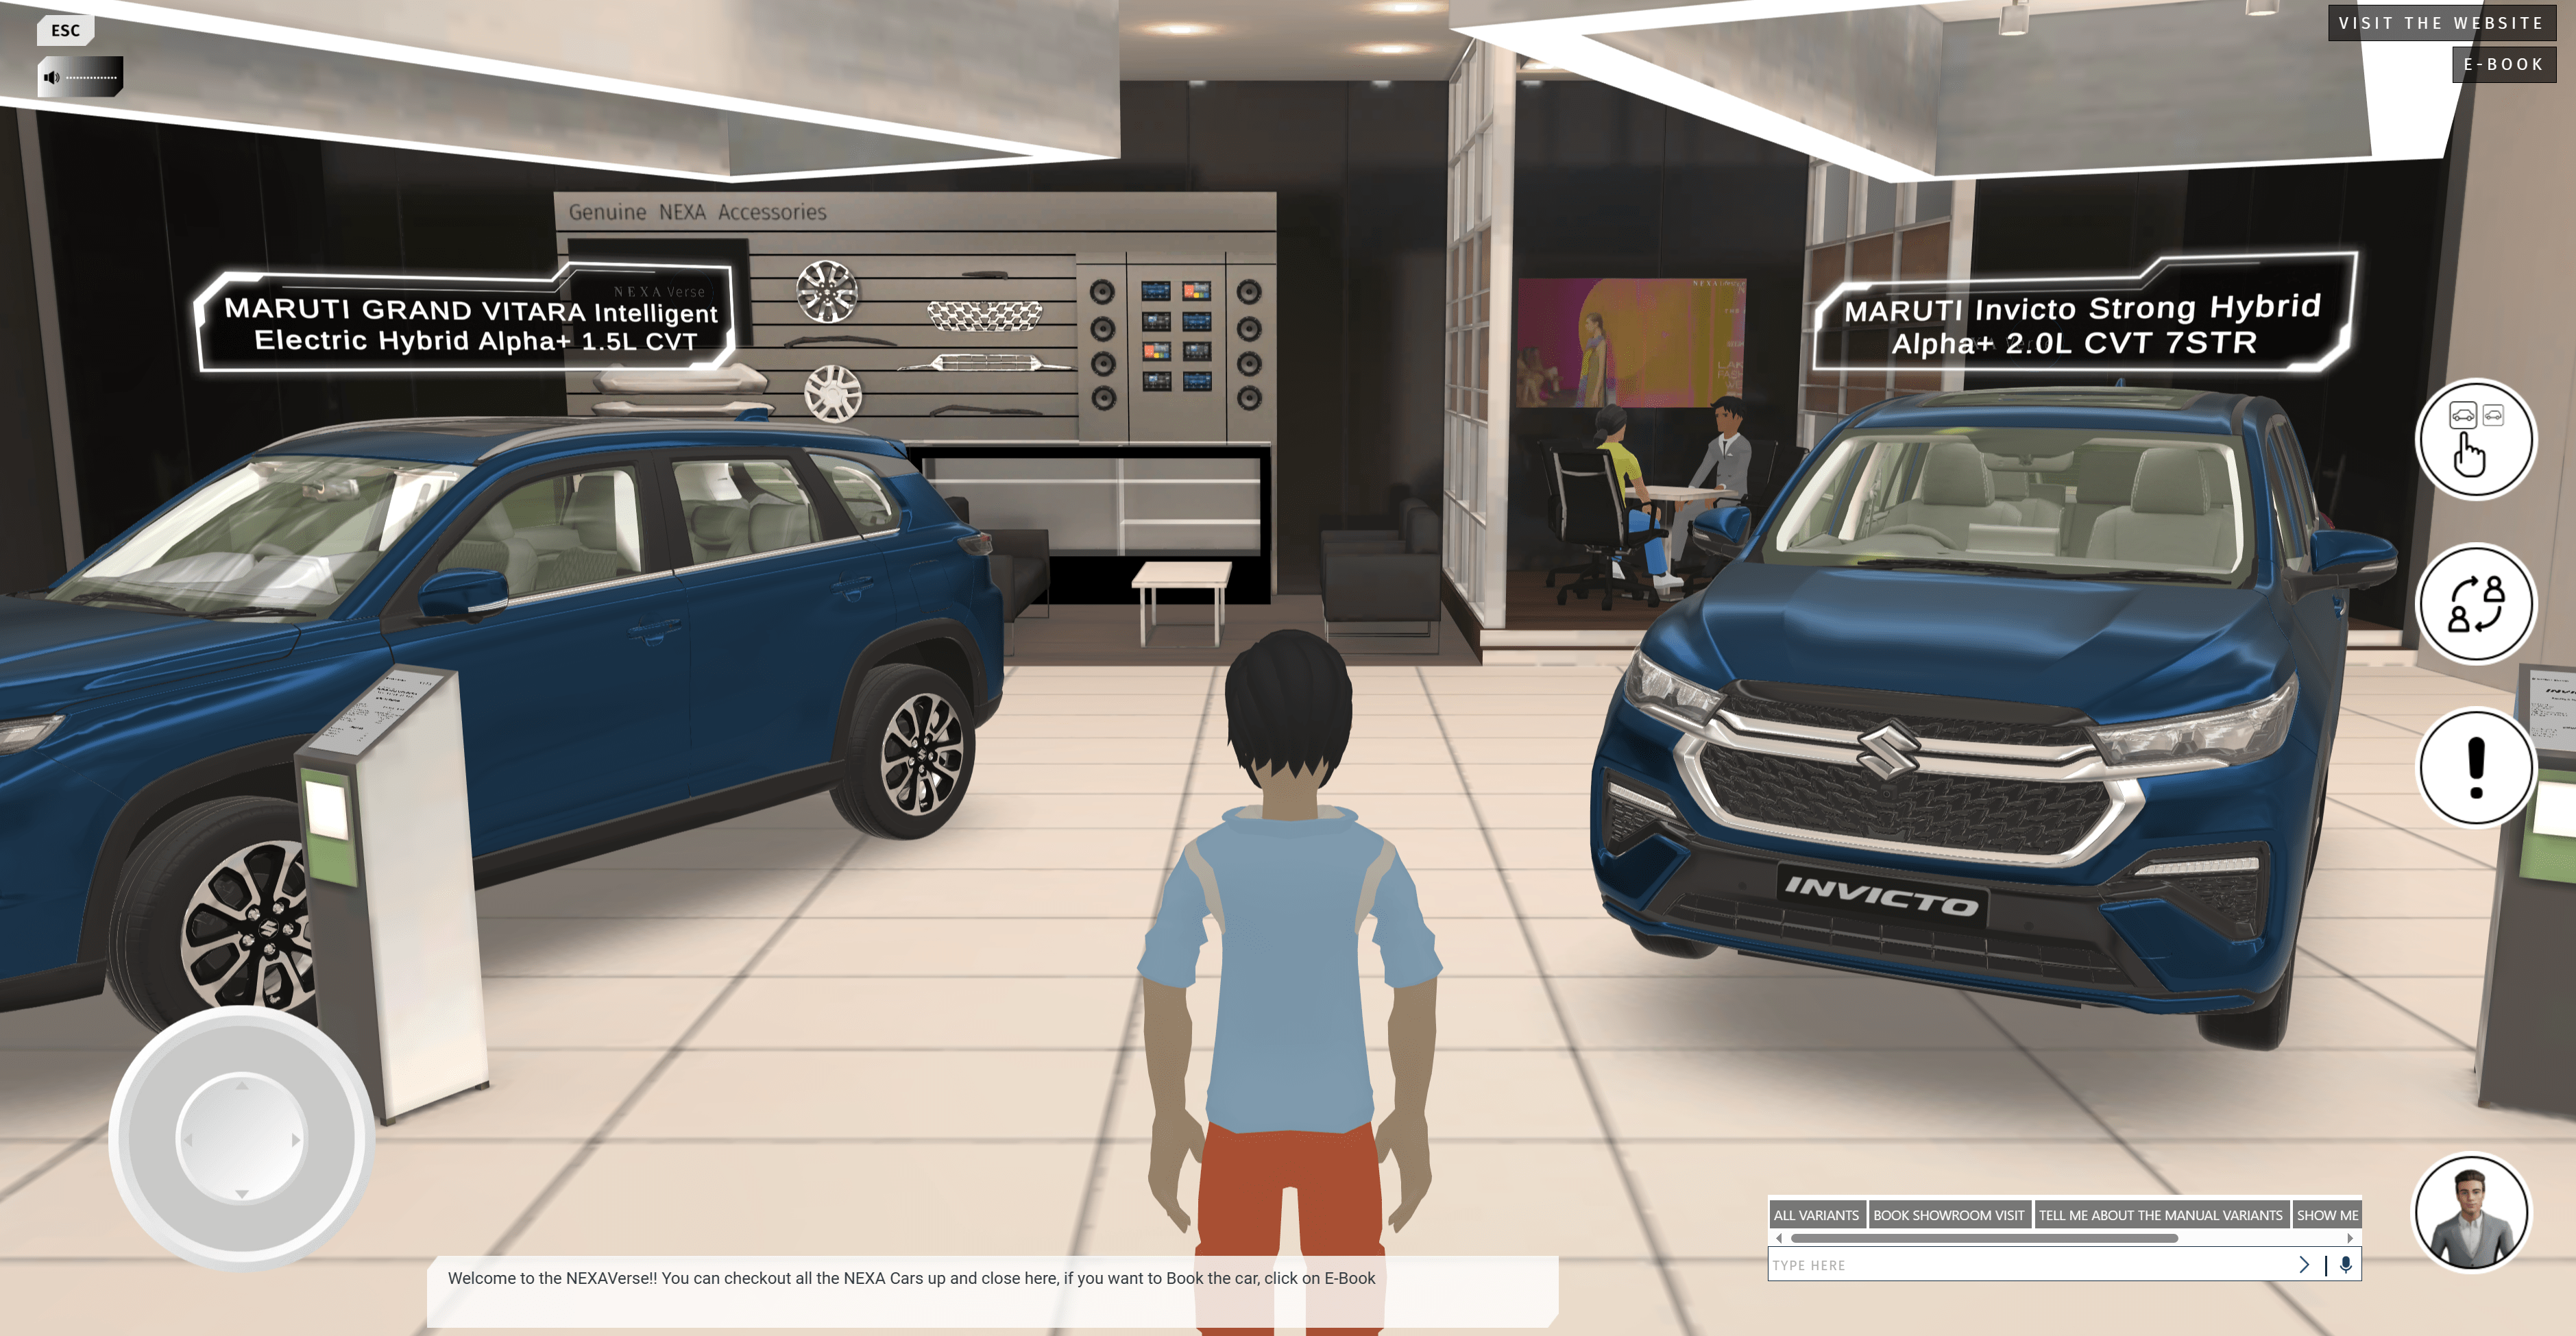 ESC
VISIT THE WEBSITE
E-BOOK
Genuine NEXA Accessories
NEXA Verse
MARUTI GRAND VITARA Intelligent
Electric Hybrid Alpha+ 1.5L CVT
MARUTI Invicto Strong Hybrid
Alpha+ 2.0L CVT 7STR
INVICTO
ALL VARIANTS
BOOK SHOWROOM VISIT
TELL ME ABOUT THE MANUAL VARIANTS
SHOW ME
TYPE HERE
Welcome to the NEXAVerse!! You can checkout all the NEXA Cars up and close here, if you want to Book the car, click on E-Book